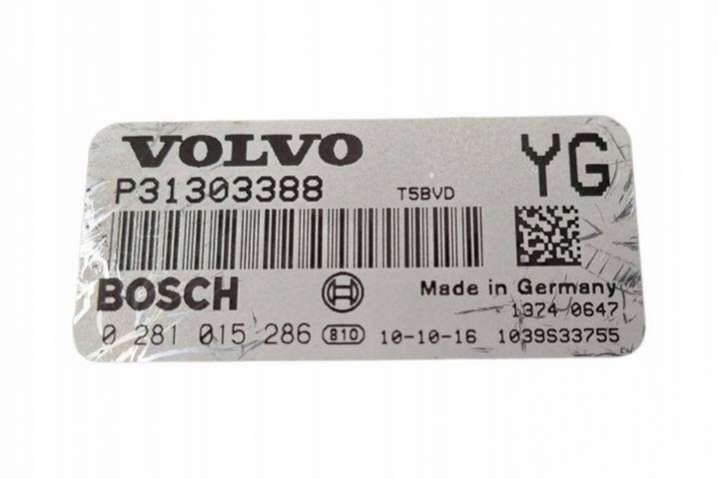 VOLVO
YG
P31303388
T5BVD
BOSCH
Made in Germany
1374 0647
0 281 015 286 810 10-10-16 1039S33755